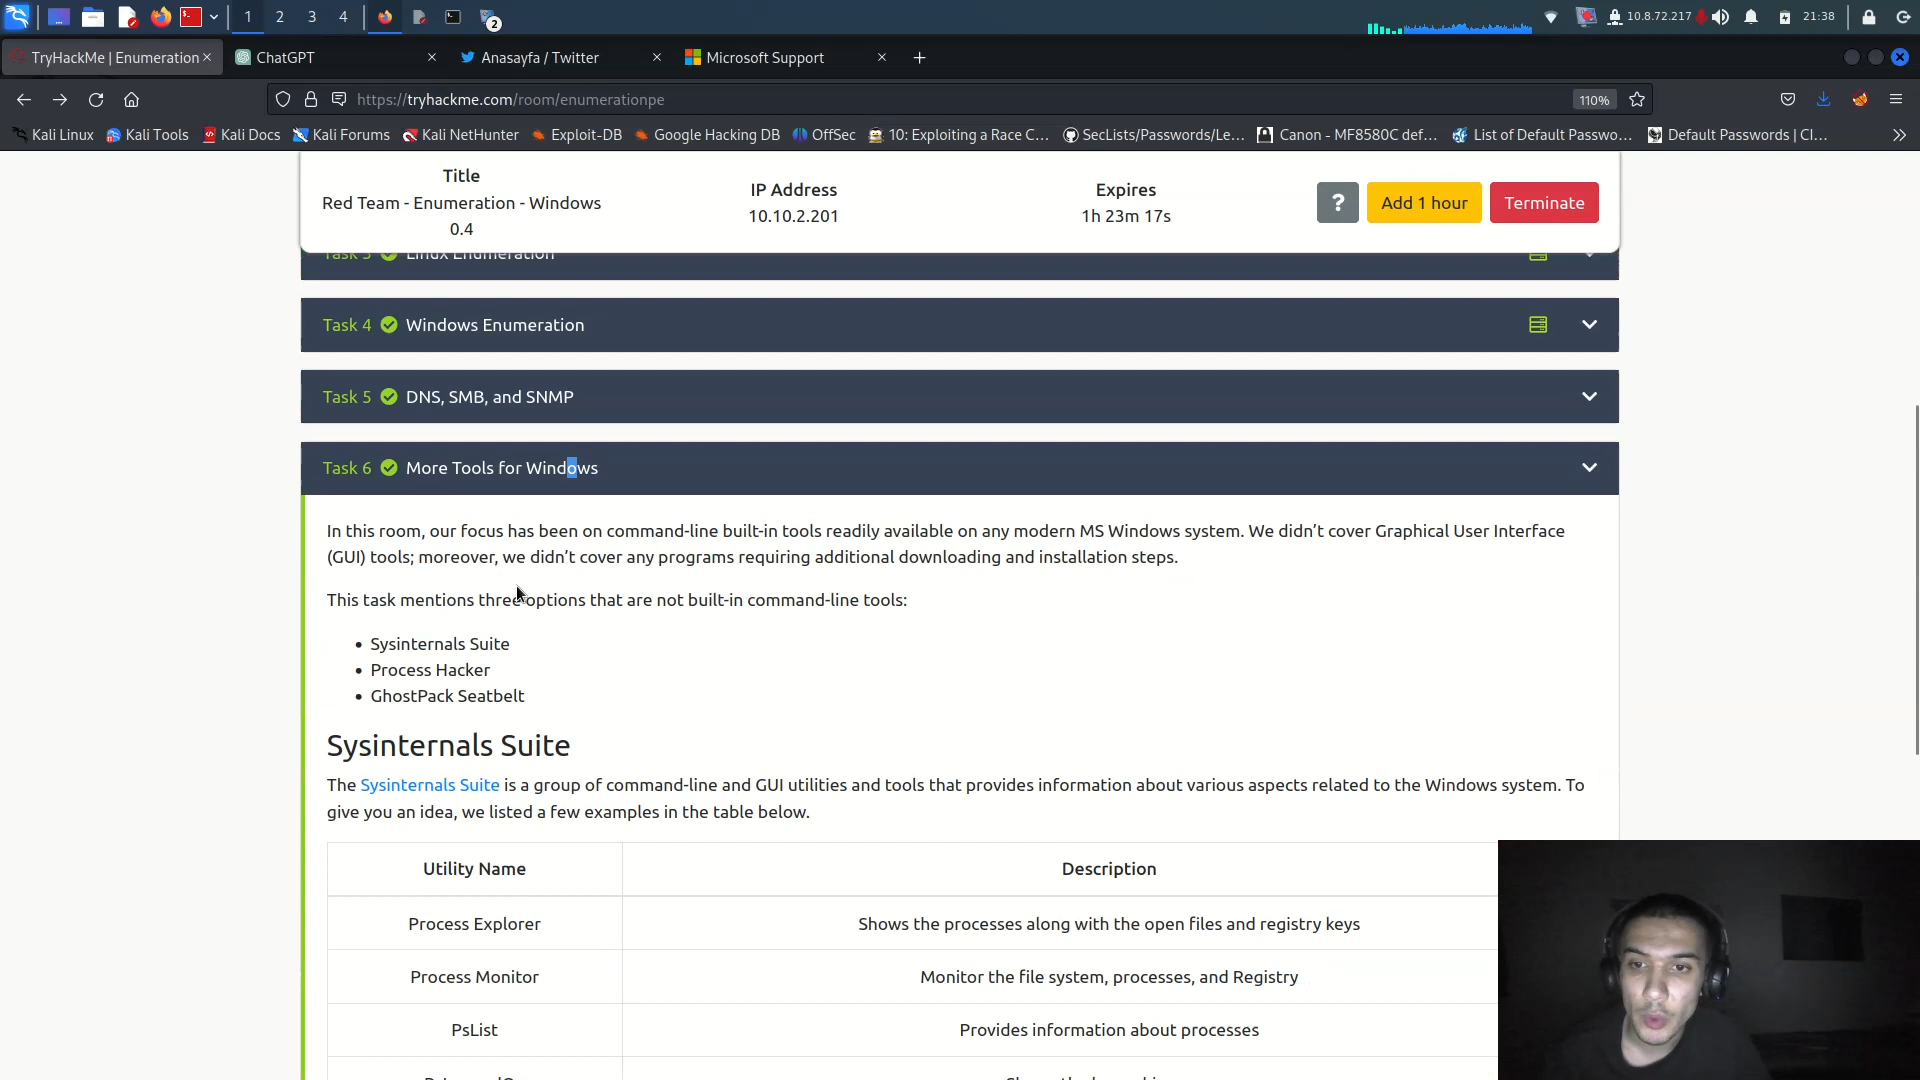 1 2 3 4 2 10.8.72.217 21:38
TryHackMe | Enumeration ChatGPT Anasayfa / Twitter Microsoft Support
https://tryhackme.com/room/enumerationpe 110%
Kali Linux Kali Tools Kali Docs Kali Forums Kali NetHunter Exploit-DB Google Hacking DB OffSec 10: Exploiting a Race C… SecLists/Passwords/Le… Canon - MF8580C def… List of Default Passwo… Default Passwords | CI…
Title IP Address Expires
Red Team - Enumeration - Windows 0.4 10.10.2.201 1h 23m 17s ? Add 1 hour Terminate
Linux Enumeration
Task 4 Windows Enumeration
Task 5 DNS, SMB, and SNMP
Task 6 More Tools for Windows
In this room, our focus has been on command-line built-in tools readily available on any modern MS Windows system. We didn’t cover Graphical User Interface
(GUI) tools; moreover, we didn’t cover any programs requiring additional downloading and installation steps.
This task mentions three options that are not built-in command-line tools:
Sysinternals Suite
Process Hacker
GhostPack Seatbelt
Sysinternals Suite
The Sysinternals Suite is a group of command-line and GUI utilities and tools that provides information about various aspects related to the Windows system. To
give you an idea, we listed a few examples in the table below.
Utility Name Description
Process Explorer Shows the processes along with the open files and registry keys
Process Monitor Monitor the file system, processes, and Registry
PsList Provides information about processes